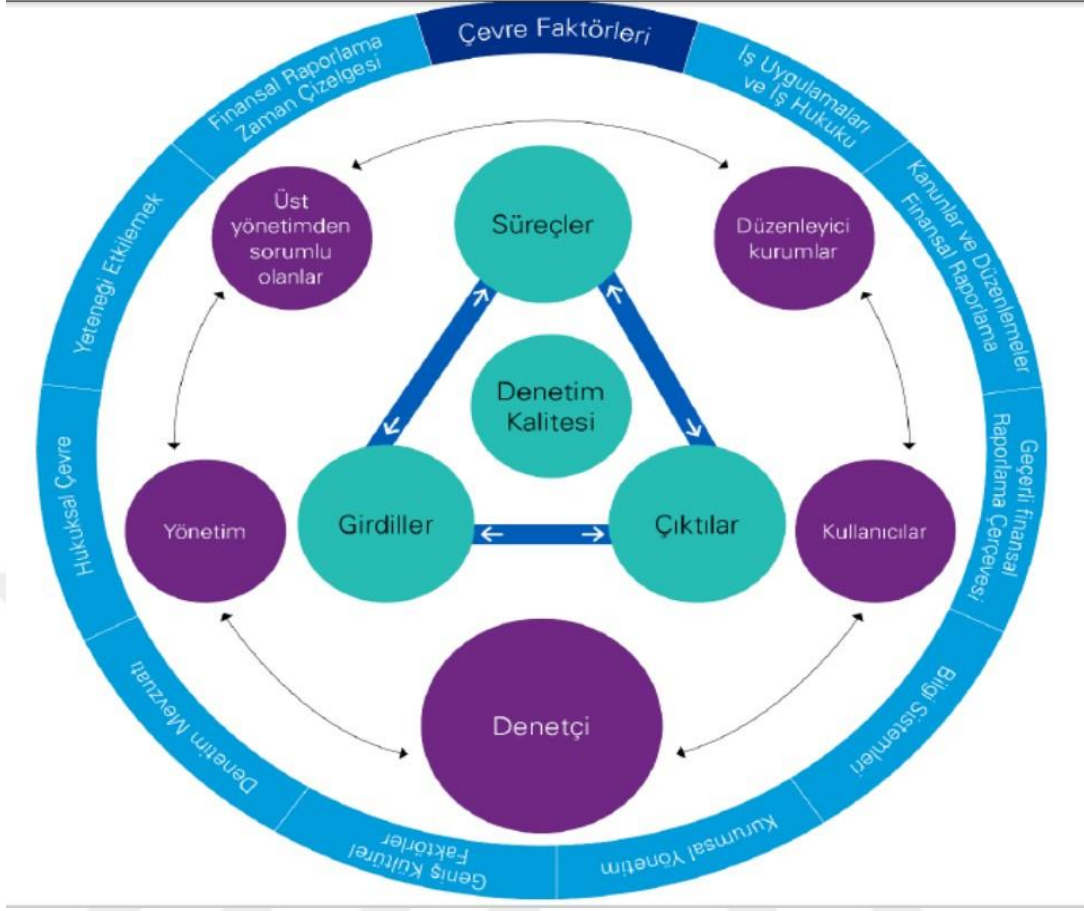 Çevre Faktörleri
İş Uygulamaları
ve İş Hukuku
Kanunlar ve Düzenlemeler
Finansal Raporlama
Geçerli finansal
Raporlama Çerçevesi
Bilgi Sistemleri
Kurumsal Yönetim
Geniş Kültürel
Faktörler
Denetim Mevzuatı
Hukuksal Çevre
Yeteneği Etkilemek
Finansal Raporlama
Zaman Çizelgesi
Üst
yönetimden
sorumlu
olanlar
Süreçler
Düzenleyici
kurumlar
Denetim
Kalitesi
Yönetim
Girdiller
Çıktılar
Kullanıcılar
Denetçi